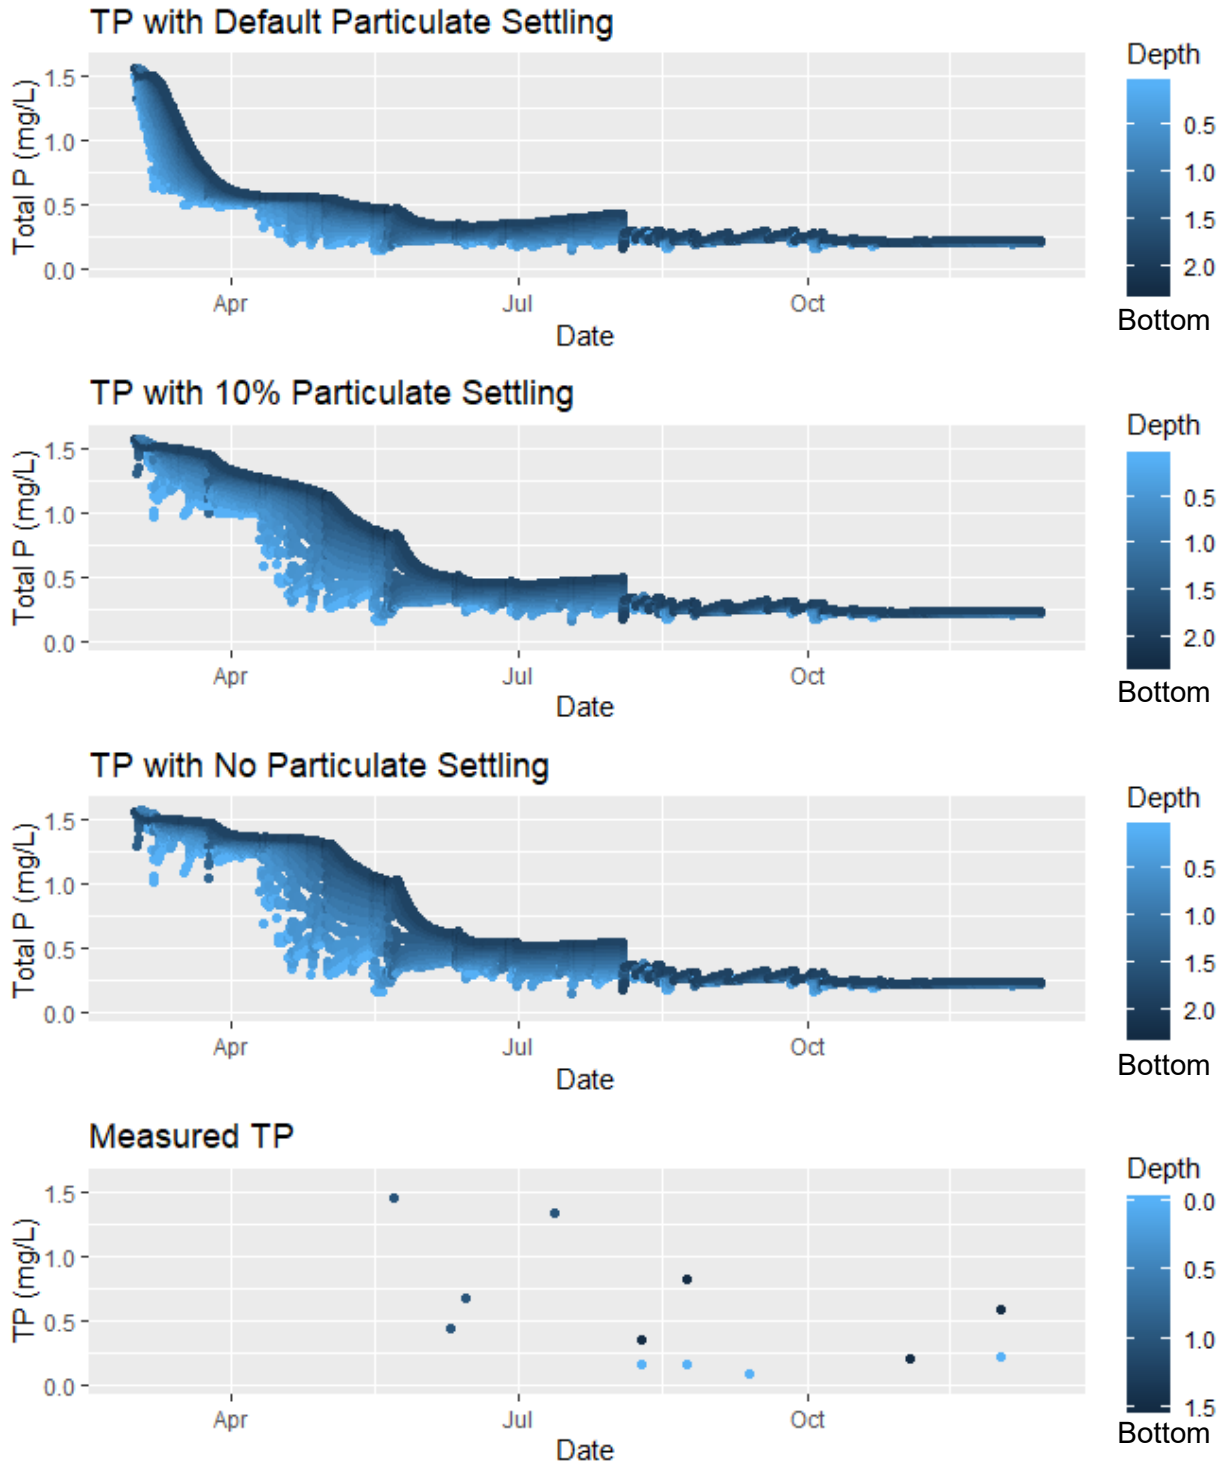 TP with Default Particulate Settling
Total P (mg/L)
1.5
1.0
0.5
0.0
Apr
Jul
Oct
Date
Depth
0.5
1.0
1.5
2.0
Bottom
TP with 10% Particulate Settling
Total P (mg/L)
1.5
1.0
0.5
0.0
Apr
Jul
Oct
Date
Depth
0.5
1.0
1.5
2.0
Bottom
TP with No Particulate Settling
Total P (mg/L)
1.5
1.0
0.5
0.0
Apr
Jul
Oct
Date
Depth
0.5
1.0
1.5
2.0
Bottom
Measured TP
TP (mg/L)
1.5
1.0
0.5
0.0
Apr
Jul
Oct
Date
Depth
0.0
0.5
1.0
1.5
Bottom